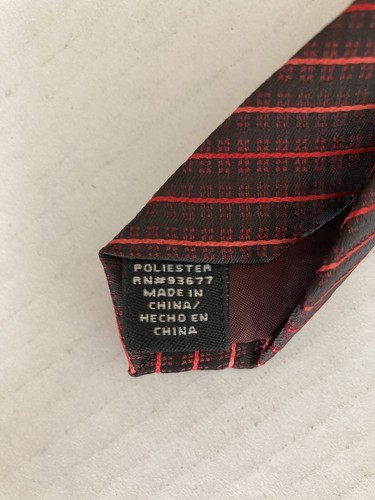 POLIESTER
RN#93677
MADE IN
CHINA/
HECHO EN
CHINA